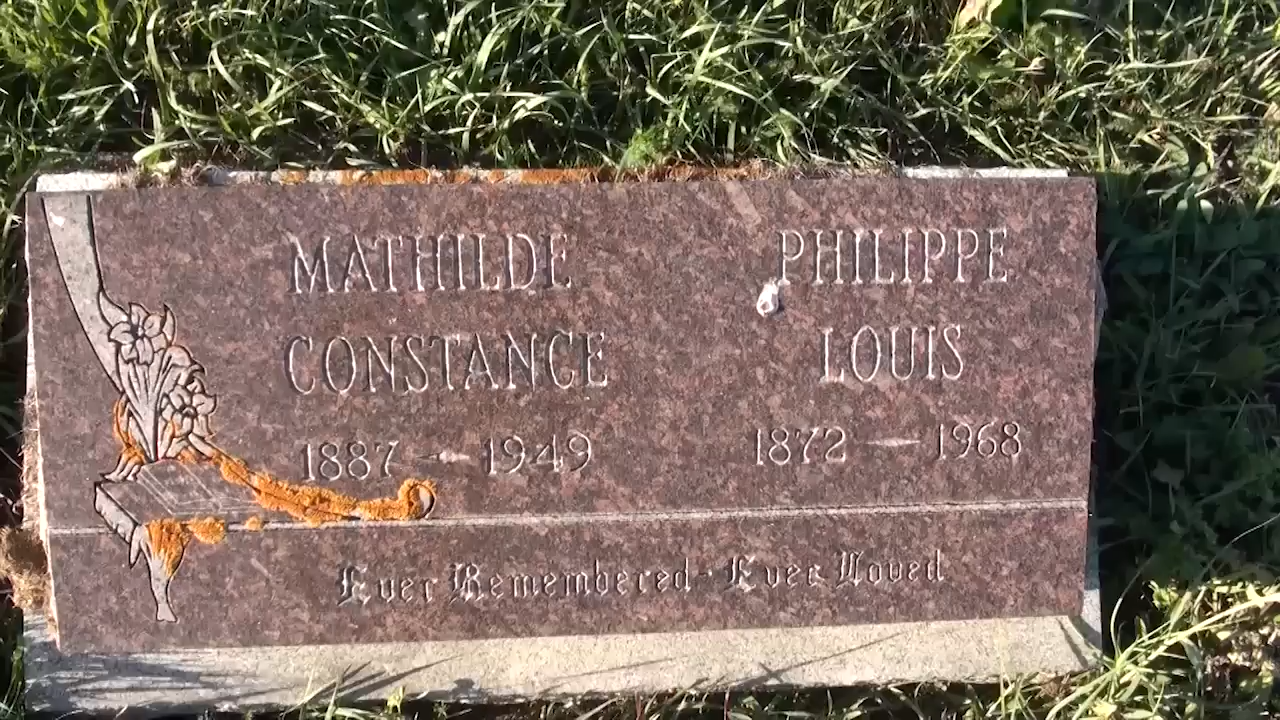 MATHILDE
CONSTANCE
1887 - 1949
PHILIPPE
LOUIS
1872 — 1968
Ever Remembered - Ever Loved